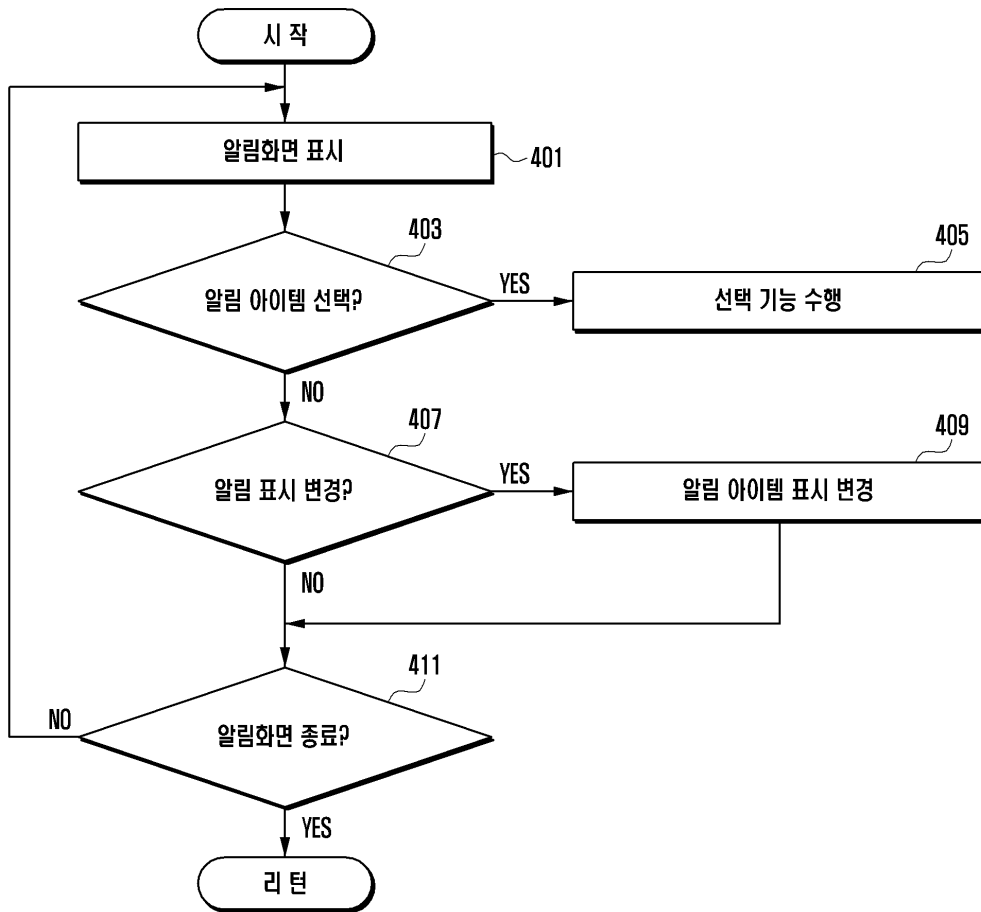 시 작
알림화면 표시
401
403
알림 아이템 선택?
YES
405
선택 기능 수행
NO
407
알림 표시 변경?
YES
409
알림 아이템 표시 변경
NO
411
알림화면 종료?
NO
YES
리 턴